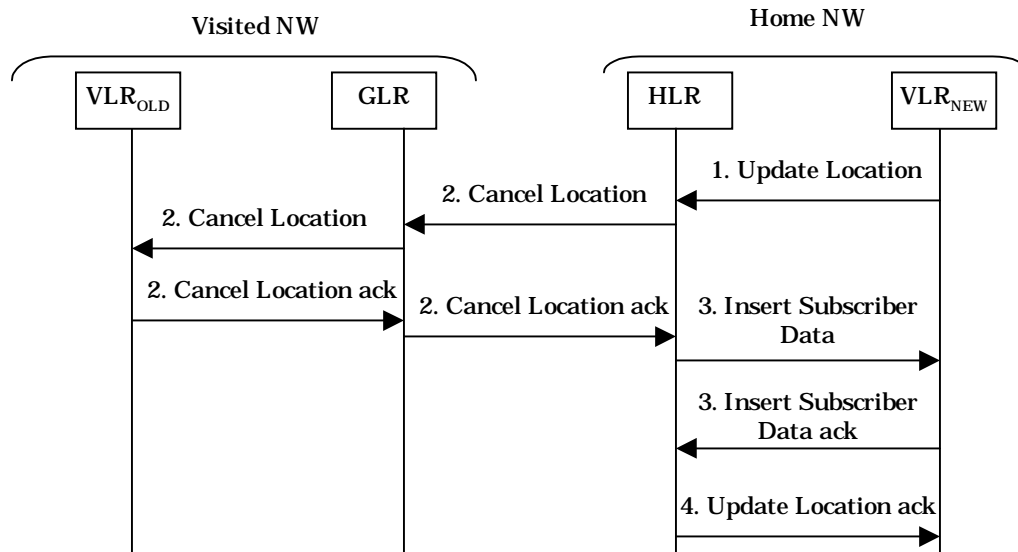 Visited NW
Home NW
VLR_OLD
GLR
HLR
VLR_NEW
1. Update Location
2. Cancel Location
2. Cancel Location
2. Cancel Location ack
2. Cancel Location ack
3. Insert Subscriber
Data
3. Insert Subscriber
Data ack
4. Update Location ack